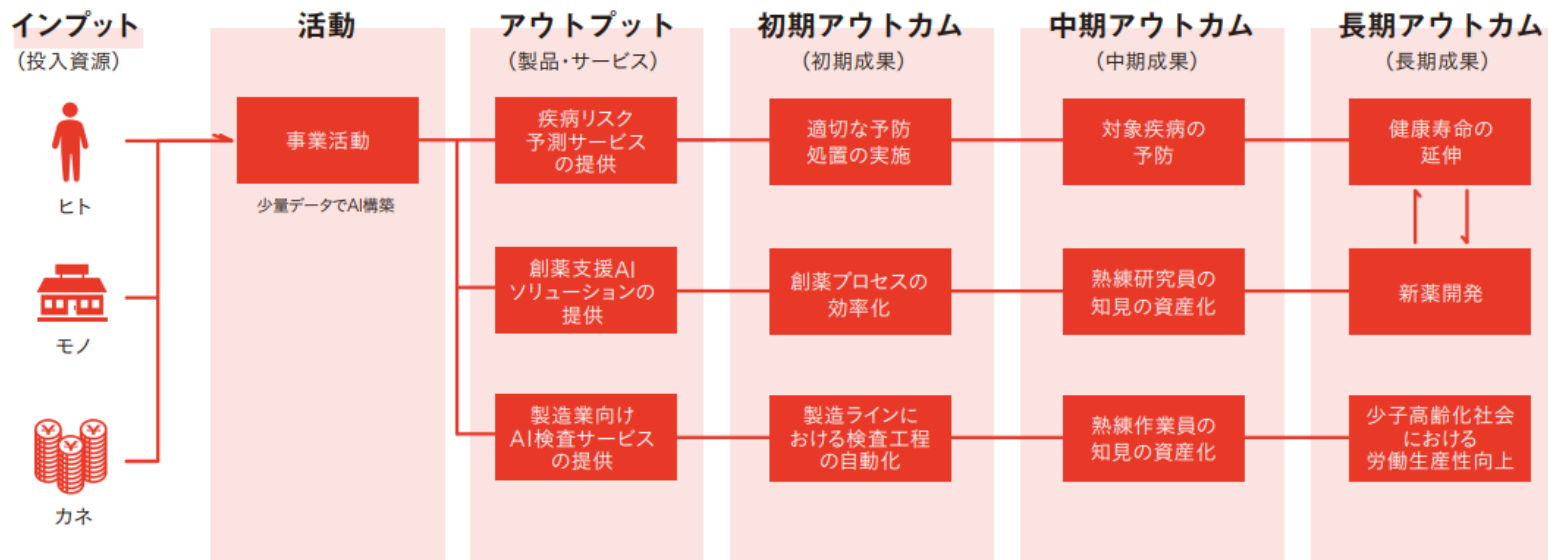 インプット
（投入資源）
ヒト
モノ
カネ
活動
事業活動
少量データでAI構築
アウトプット
（製品・サービス）
疾病リスク
予測サービス
の提供
創薬支援AI
ソリューションの
提供
製造業向け
AI検査サービス
の提供
初期アウトカム
（初期成果）
適切な予防
処置の実施
創薬プロセスの
効率化
製造ラインに
おける検査工程
の自動化
中期アウトカム
（中期成果）
対象疾病の
予防
熟練研究員の
知見の資産化
熟練作業員の
知見の資産化
長期アウトカム
（長期成果）
健康寿命の
延伸
新薬開発
少子高齢化社会
における
労働生産性向上